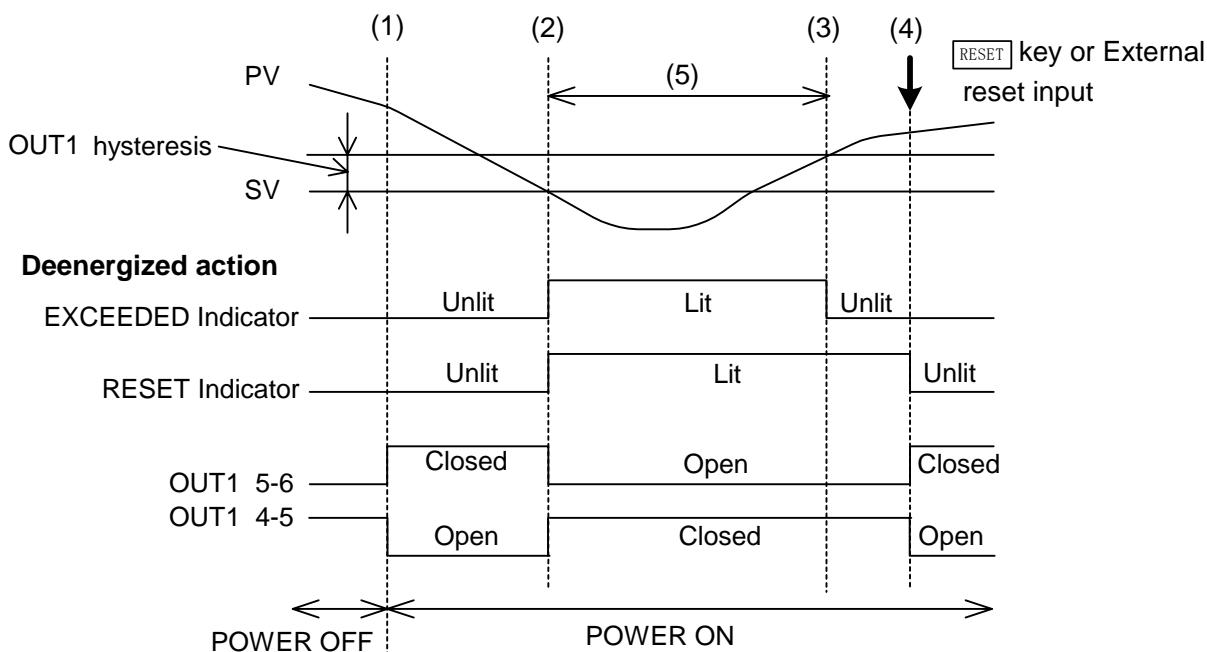 (1) (2) (3) (4)
RESET key or External
reset input
PV
(5)
OUT1 hysteresis
SV
Deenergized action
EXCEEDED Indicator Unlit Lit Unlit
RESET Indicator Unlit Lit Unlit
OUT1 5-6 Closed Open Closed
OUT1 4-5 Open Closed Open
POWER OFF POWER ON